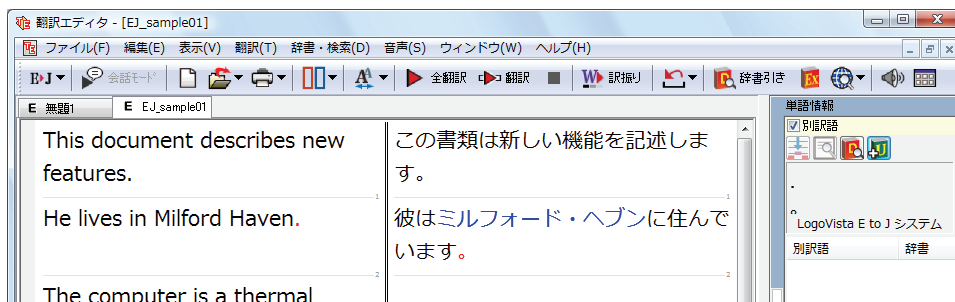 翻訳エディタ - [EJ_sample01]
ファイル(F) 編集(E) 表示(V) 翻訳(T) 辞書・検索(D) 音声(S) ウィンドウ(W) ヘルプ(H)
E▸J 会話モード A A 全翻訳 翻訳 W 訳振り 辞書引き Ex
E 無題1 E EJ_sample01
単語情報
別訳語
This document describes new
features.
1
この書類は新しい機能を記述しま
す。
1
He lives in Milford Haven.
2
彼はミルフォード・ヘブンに住んで
います。
2
The computer is a thermal
.
。
LogoVista E to J システム
別訳語 辞書